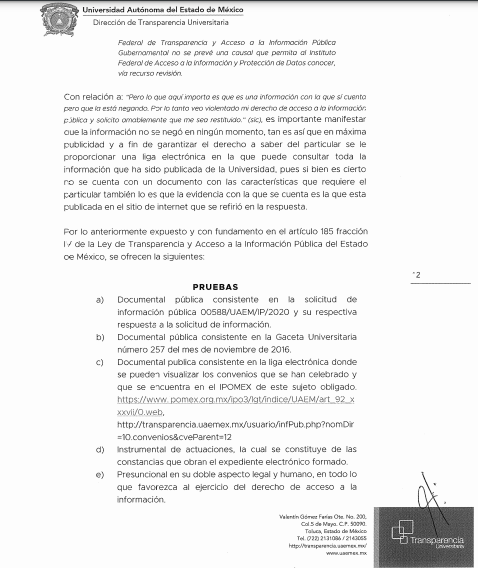 Universidad Autónoma del Estado de México
Dirección de Transparencia Universitaria
Federal de Transparencia y Acceso a la Información Pública
Gubernamental no se prevé una causal que permita al Instituto
Federal de Acceso a la Información y Protección de Datos conocer,
vía recurso revisión.
Con relación a: "Pero lo que aquí importa es que es una información con la que sí cuenta
pero que la está negando. Por lo tanto veo violentado mi derecho de acceso a la información
pública y solicito amablemente que me sea restituido." (sic), es importante manifestar
que la información no se negó en ningún momento, tan es así que en máxima
publicidad y a fin de garantizar el derecho a saber del particular se le
proporcionar una liga electrónica en la que puede consultar toda la
información que ha sido publicada de la Universidad, pues si bien es cierto
no se cuenta con un documento con las características que requiere el
particular también lo es que la evidencia con la que se cuenta es la que esta
publicada en el sitio de internet que se refirió en la respuesta.
Por lo anteriormente expuesto y con fundamento en el artículo 185 fracción
IV de la Ley de Transparencia y Acceso a la Información Pública del Estado
de México, se ofrecen la siguientes:
2
PRUEBAS
a) Documental pública consistente en la solicitud de
información pública 00588/UAEM/IP/2020 y su respectiva
respuesta a la solicitud de información.
b) Documental pública consistente en la Gaceta Universitaria
número 257 del mes de noviembre de 2016.
c) Documental publica consistente en la liga electrónica donde
se pueden visualizar los convenios que se han celebrado y
que se encuentra en el IPOMEX de este sujeto obligado.
https://www.pomex.org.mx/ipo3/lgt/indice/UAEM/art_92_x
xxvii/0.web,
http://transparencia.uaemex.mx/usuario/infPub.php?nomDir
=10.convenios&cveParent=12
d) Instrumental de actuaciones, la cual se constituye de las
constancias que obran el expediente electrónico formado.
e) Presuncional en su doble aspecto legal y humano, en todo lo
que favorezca al ejercicio del derecho de acceso a la
información.
Valentín Gómez Farías Ote. No. 200,
Col.5 de Mayo. C.P. 50090.
Toluca, Estado de México
Tel. (722) 2131086 / 2143055
http://transparencia.uaemex.mx/
www.uaemex.mx
Transparencia
Universitaria